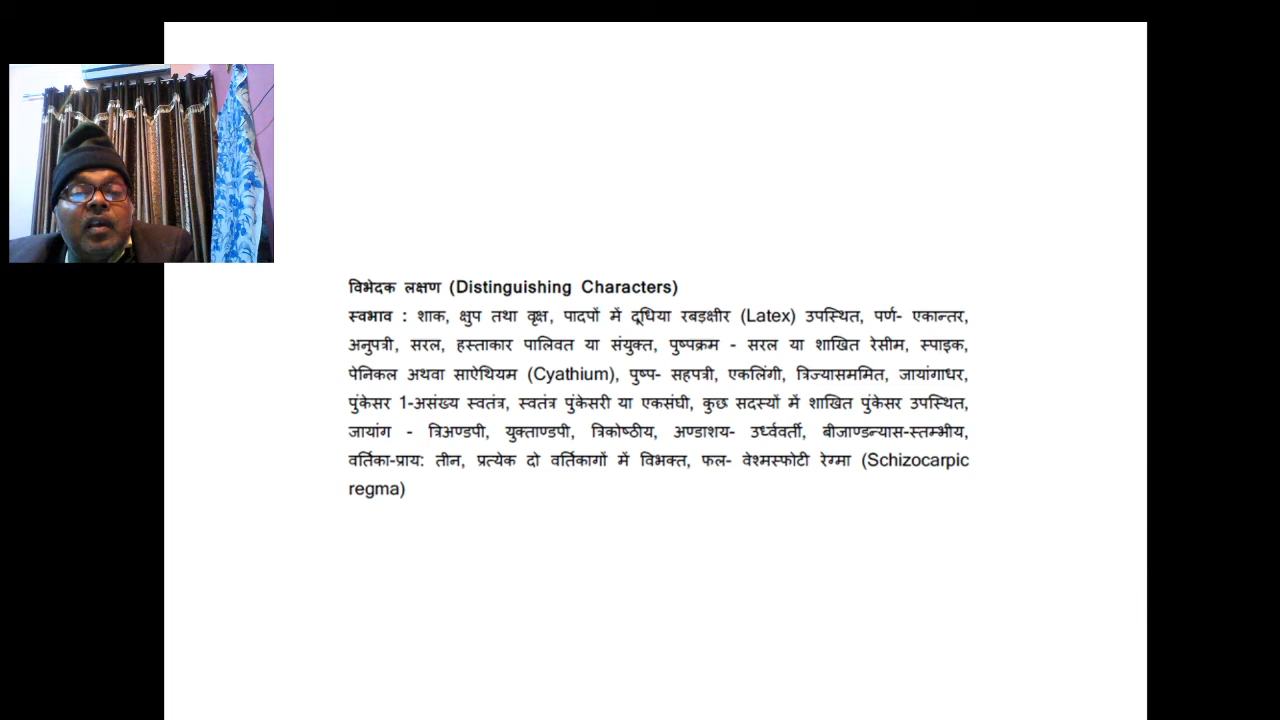 विभेदक लक्षण (Distinguishing Characters)
स्वभाव : शाक, क्षुप तथा वृक्ष, पादपों में दूधिया रबड़क्षीर (Latex) उपस्थित, पर्ण- एकान्तर,
अनुपत्री, सरल, हस्ताकार पालिवत या संयुक्त, पुष्पक्रम - सरल या शाखित रेसीम, स्पाइक,
पेनिकल अथवा साऐथियम (Cyathium), पुष्प- सहपत्री, एकलिंगी, त्रिज्यासममित, जायांगाधर,
पुंकेसर 1-असंख्य स्वतंत्र, स्वतंत्र पुंकेसरी या एकसंघी, कुछ सदस्यों में शाखित पुंकेसर उपस्थित,
जायांग - त्रिअण्डपी, युक्ताण्डपी, त्रिकोष्ठीय, अण्डाशय- उर्ध्ववर्ती, बीजाण्डन्यास-स्तम्भीय,
वर्तिका-प्राय: तीन, प्रत्येक दो वर्तिकागों में विभक्त, फल- वेश्मस्फोटी रेग्मा (Schizocarpic
regma)